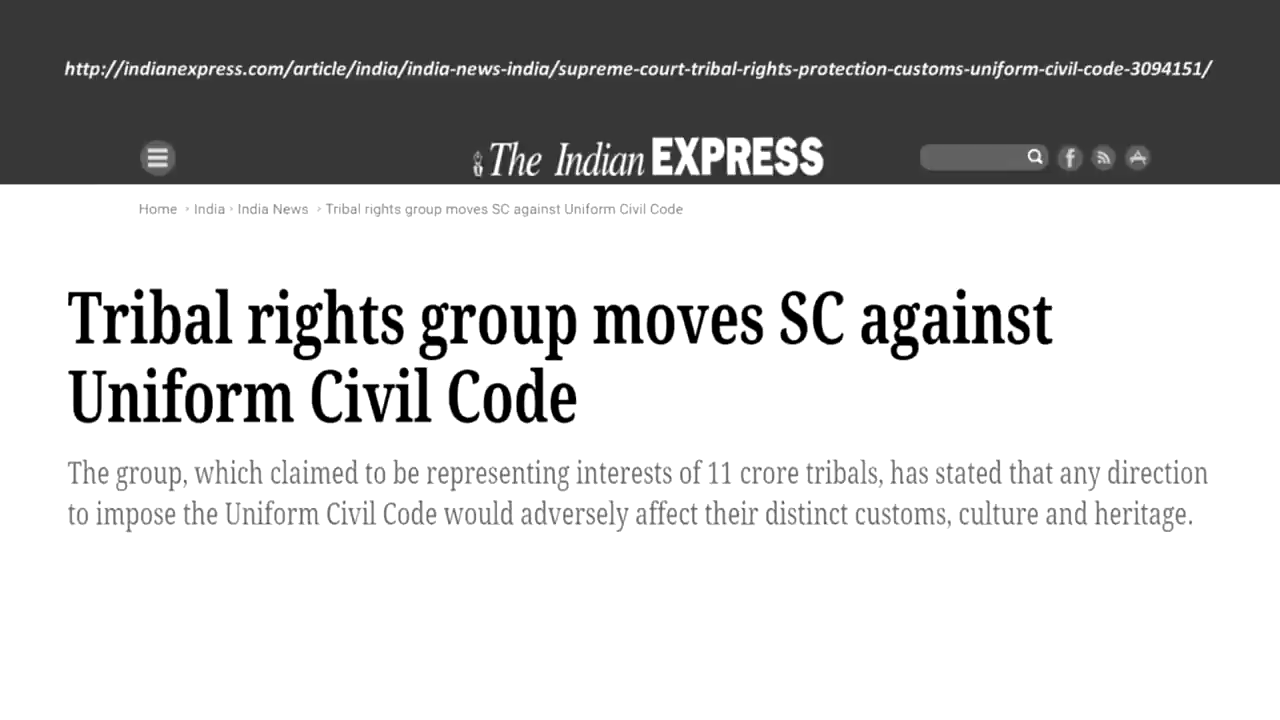 http://indianexpress.com/article/india/india-news-india/supreme-court-tribal-rights-protection-customs-uniform-civil-code-3094151/
The Indian EXPRESS
Home > India > India News > Tribal rights group moves SC against Uniform Civil Code
Tribal rights group moves SC against
Uniform Civil Code
The group, which claimed to be representing interests of 11 crore tribals, has stated that any direction
to impose the Uniform Civil Code would adversely affect their distinct customs, culture and heritage.